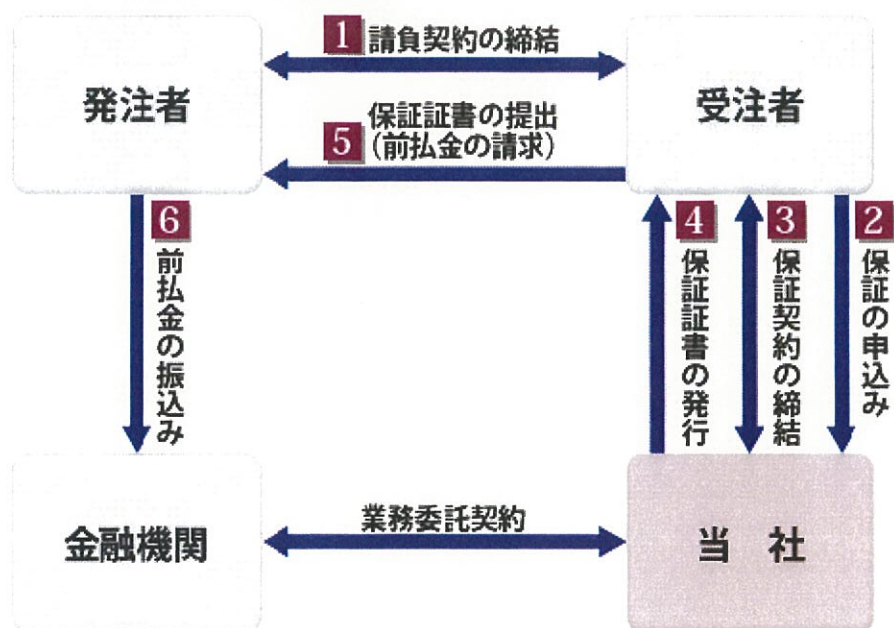 1 請負契約の締結
発注者
受注者
保証証書の提出
5 (前払金の請求)
6 前払金の振込み
4 保証証書の発行
3 保証契約の締結
2 保証の申込み
金融機関
業務委託契約
当 社